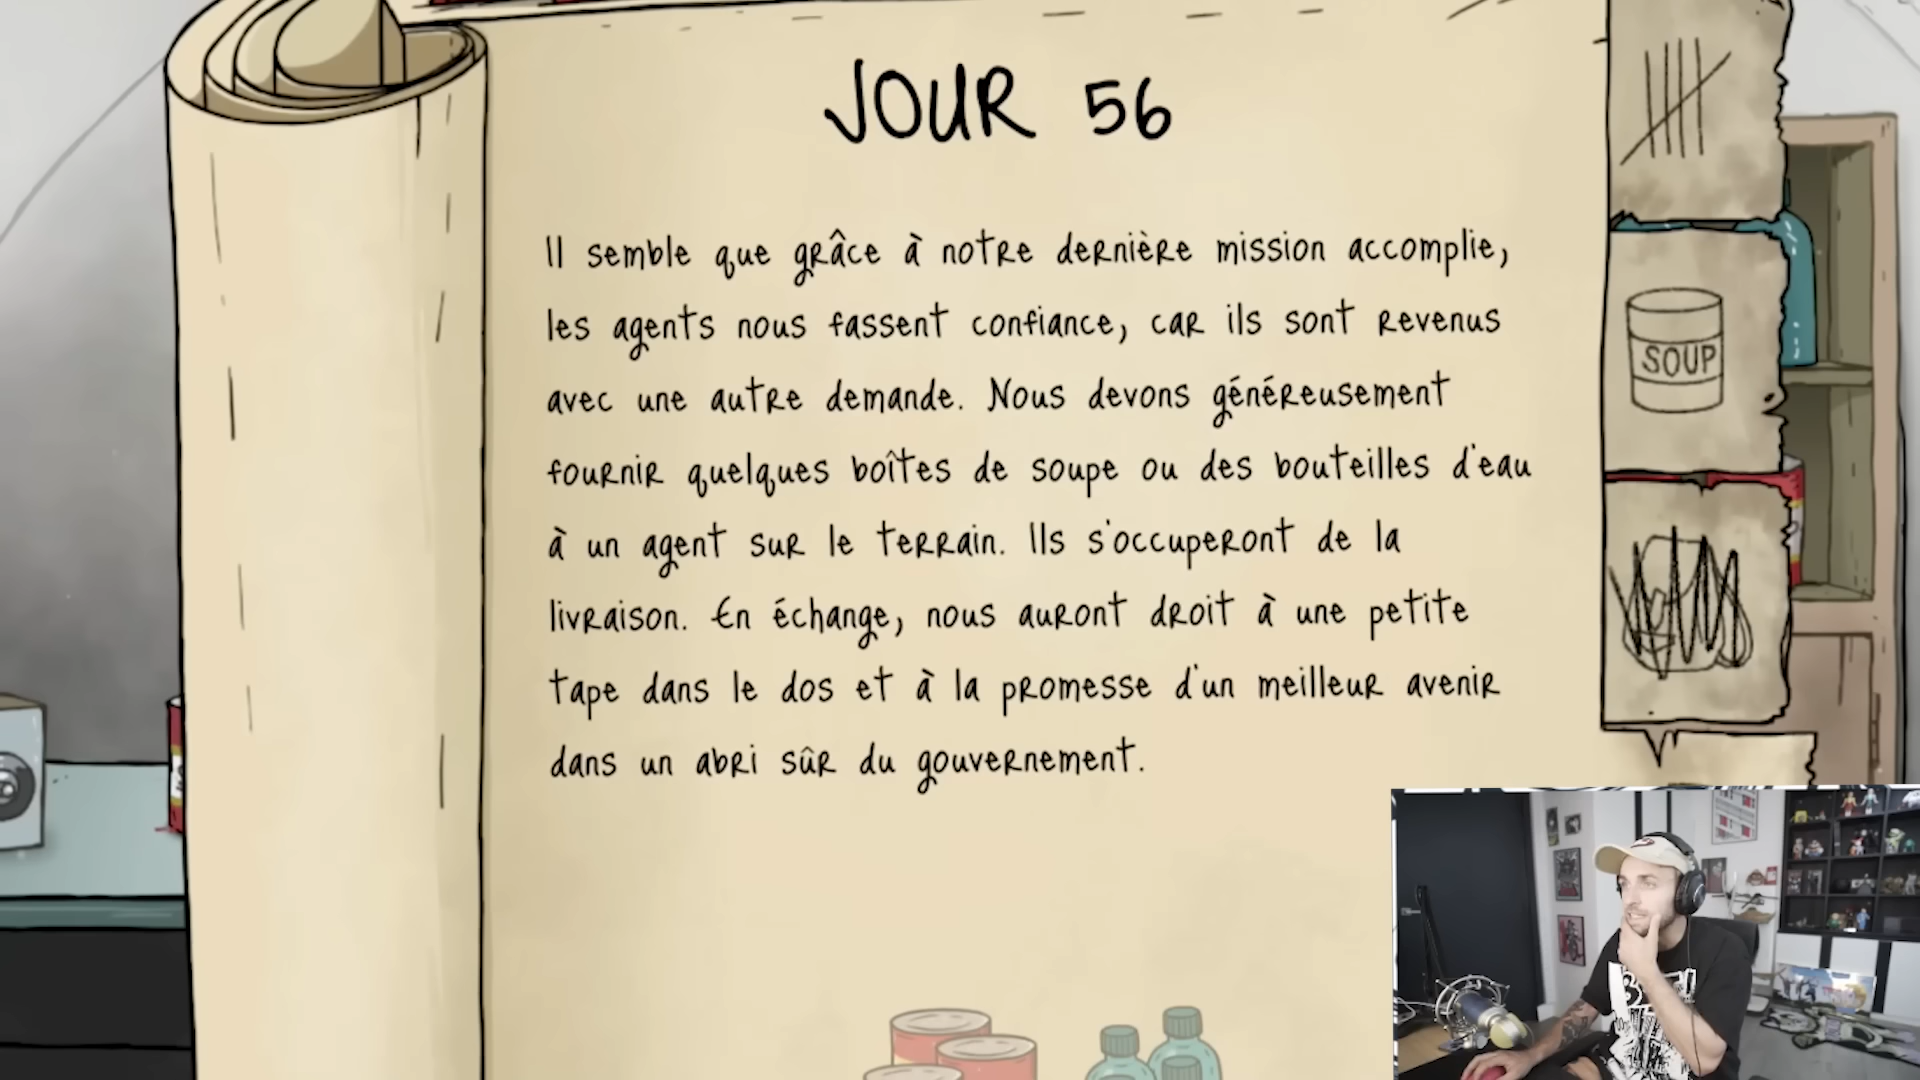 JOUR 56
Il semble que grâce à notre dernière mission accomplie,
les agents nous fassent confiance, car ils sont revenus
avec une autre demande. Nous devons généreusement
fournir quelques boîtes de soupe ou des bouteilles d'eau
à un agent sur le terrain. Ils s'occuperont de la
livraison. En échange, nous auront droit à une petite
tape dans le dos et à la promesse d'un meilleur avenir
dans un abri sûr du gouvernement.
SOUP